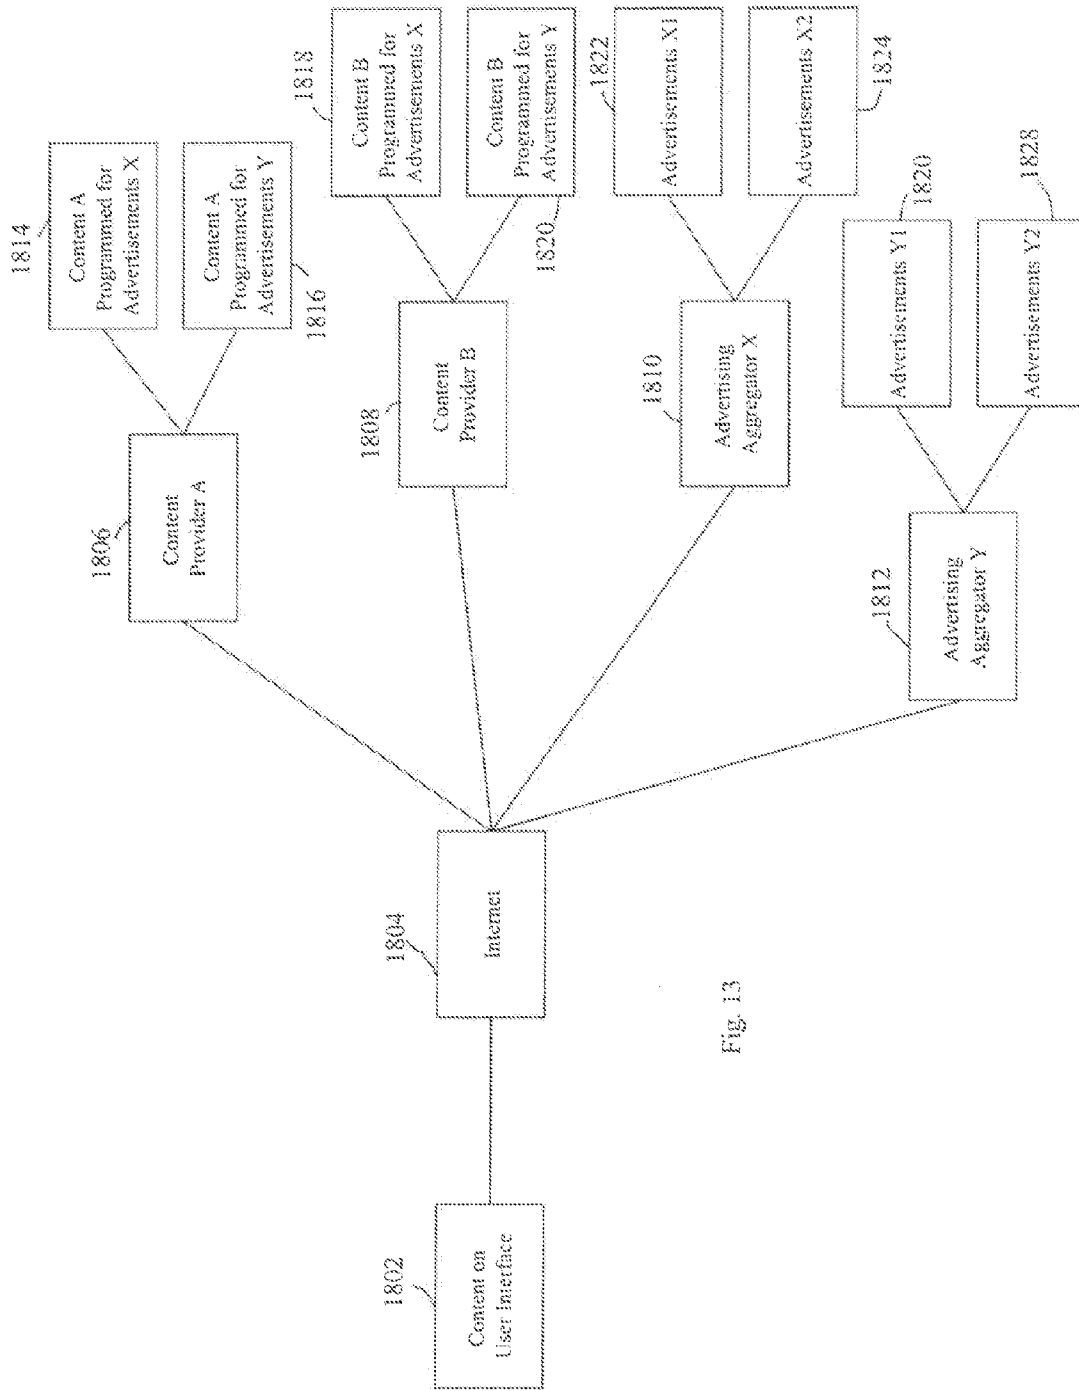 1814
Content A
Programmed for
Advertisements X
Content A
Programmed for
Advertisements Y
1816
1806
Content
Provider A
1818
Content B
Programmed for
Advertisements X
Content B
Programmed for
Advertisements Y
1820
1808
Content
Provider B
1822
Advertisements X1
Advertisements X2
1824
1810
Advertising
Aggregator X
1820
Advertisements Y1
Advertisements Y2
1828
1812
Advertising
Aggregator Y
1804
Internet
1802
Content on
User Interface
Fig. 13